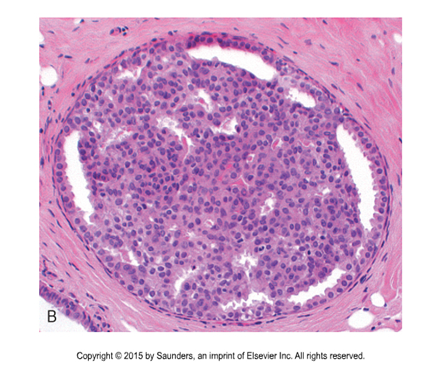 B
Copyright © 2015 by Saunders, an imprint of Elsevier Inc. All rights reserved.